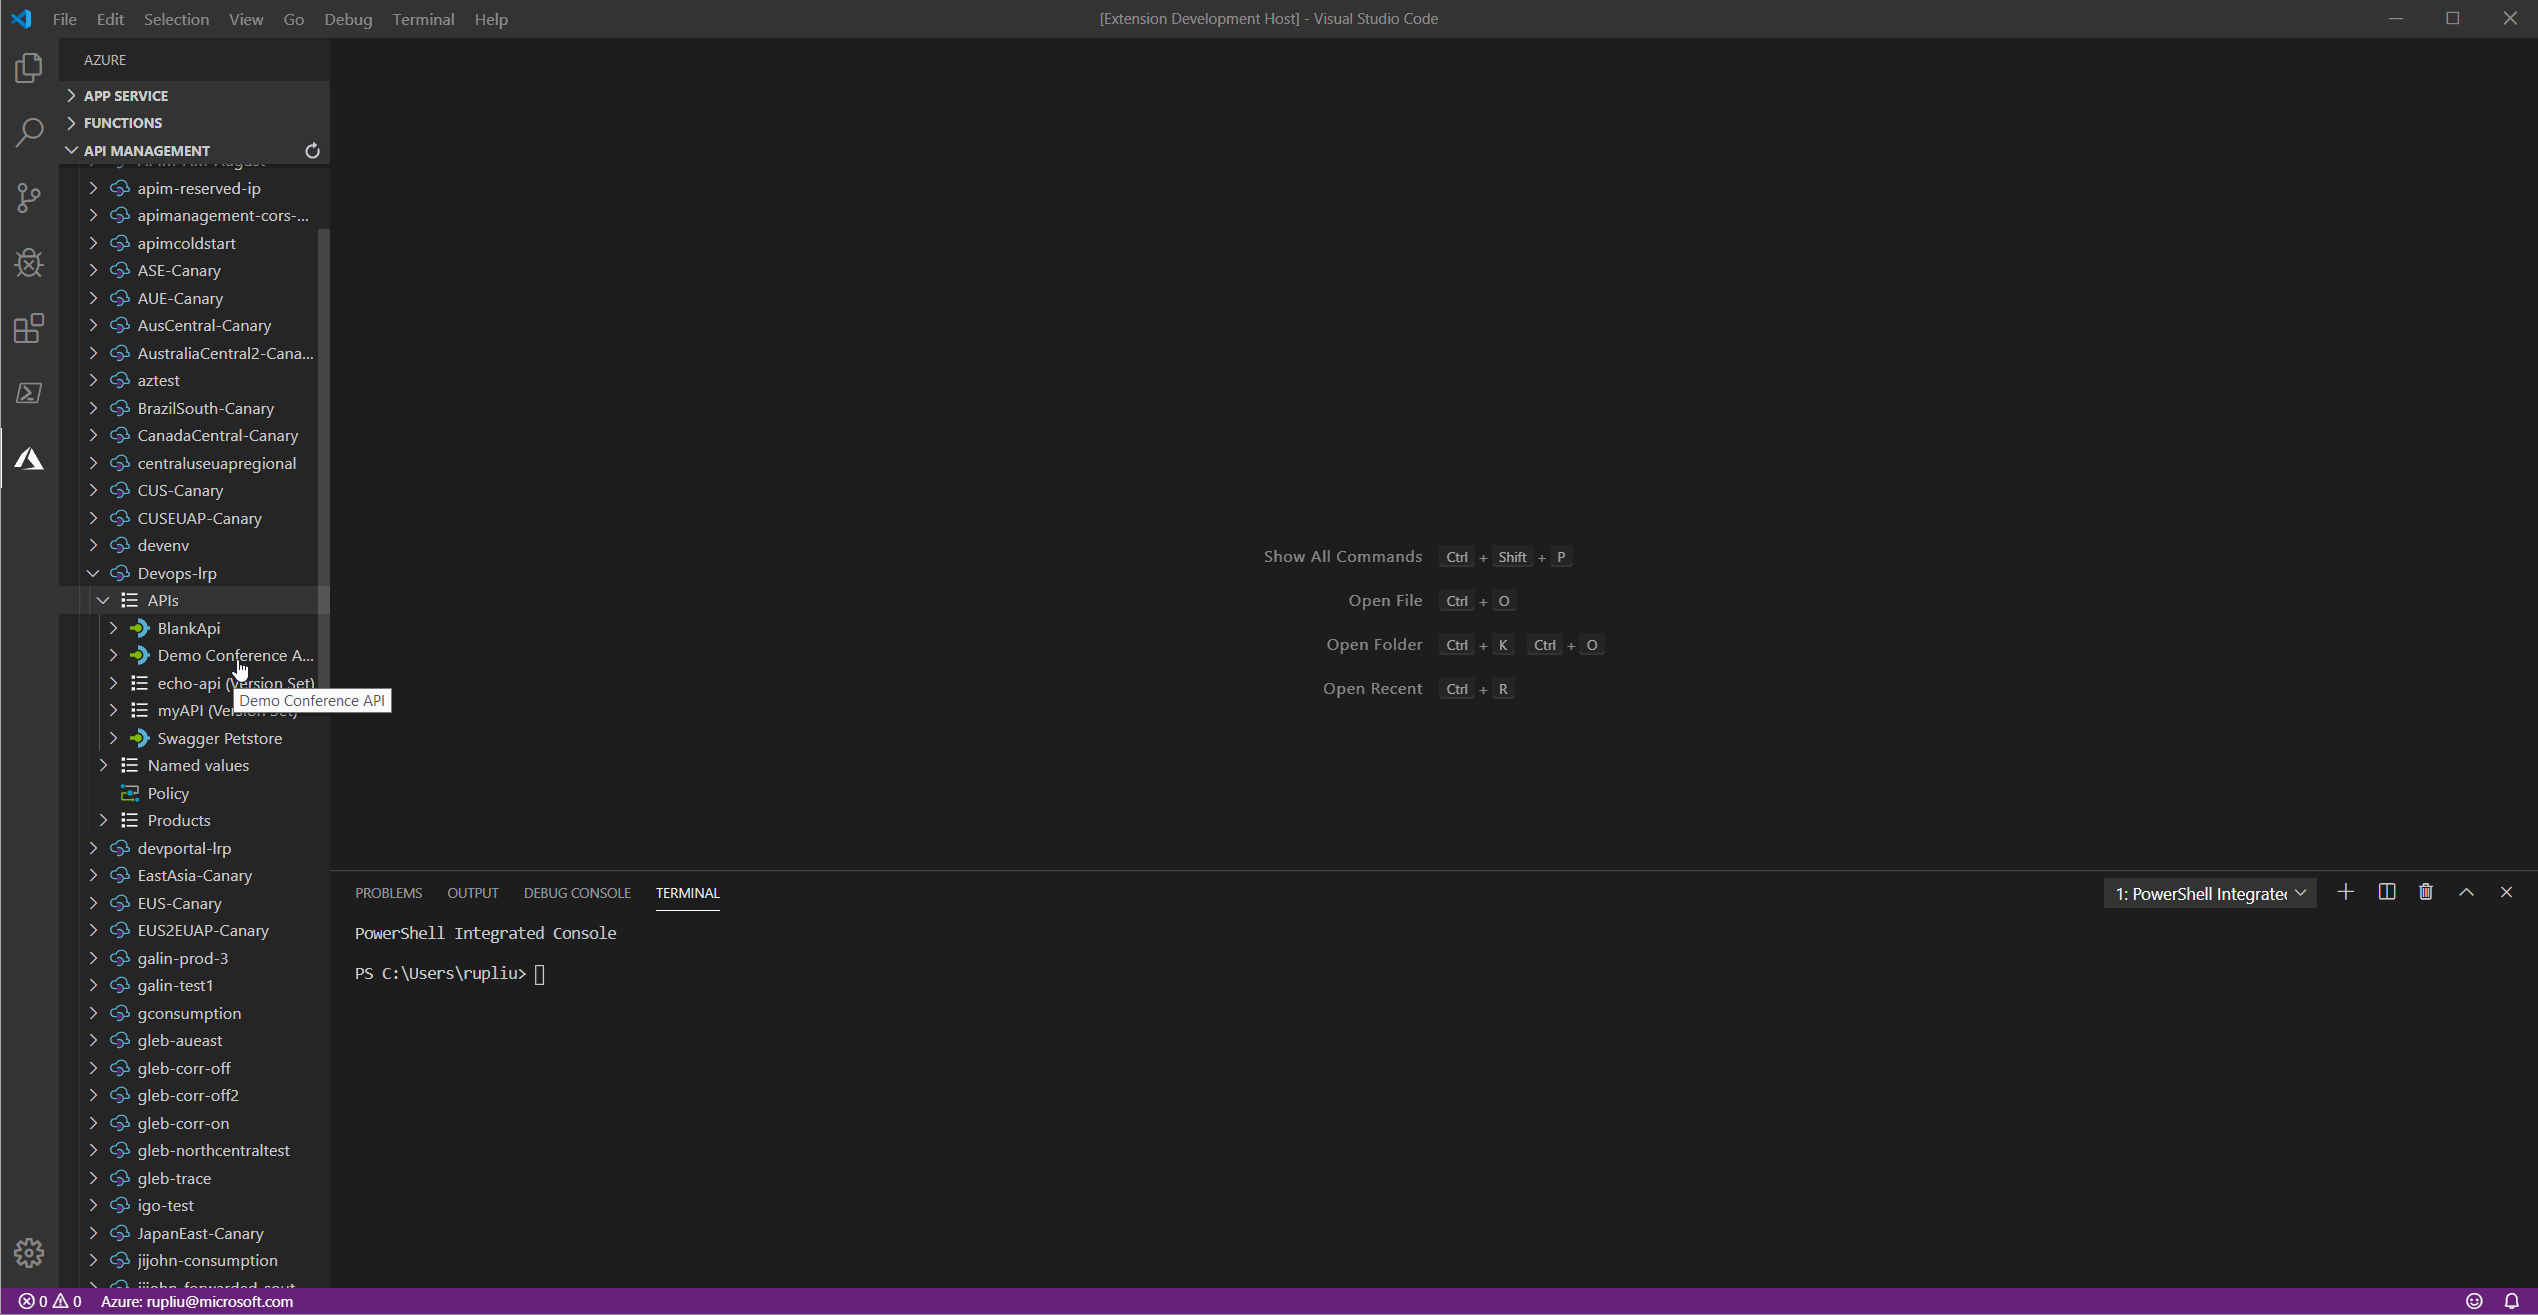 File Edit Selection View Go Debug Terminal Help
[Extension Development Host] - Visual Studio Code
AZURE
APP SERVICE
FUNCTIONS
API MANAGEMENT
apim-reserved-ip
apimanagement-cors-...
apimcoldstart
ASE-Canary
AUE-Canary
AusCentral-Canary
AustraliaCentral2-Cana...
aztest
BrazilSouth-Canary
CanadaCentral-Canary
centraluseuapregional
CUS-Canary
CUSEUAP-Canary
devenv
Devops-lrp
APIs
BlankApi
Demo Conference A...
echo-api (Version Set)
Demo Conference API
myAPI (Version Set)
Swagger Petstore
Named values
Policy
Products
devportal-lrp
EastAsia-Canary
EUS-Canary
EUS2EUAP-Canary
galin-prod-3
galin-test1
gconsumption
gleb-aueast
gleb-corr-off
gleb-corr-off2
gleb-corr-on
gleb-northcentraltest
gleb-trace
igo-test
JapanEast-Canary
jijohn-consumption
Show All Commands Ctrl + Shift + P
Open File Ctrl + O
Open Folder Ctrl + K Ctrl + O
Open Recent Ctrl + R
PROBLEMS OUTPUT DEBUG CONSOLE TERMINAL
1: PowerShell Integrate
PowerShell Integrated Console
PS C:\Users\rupliu>
0 0 Azure: rupliu@microsoft.com